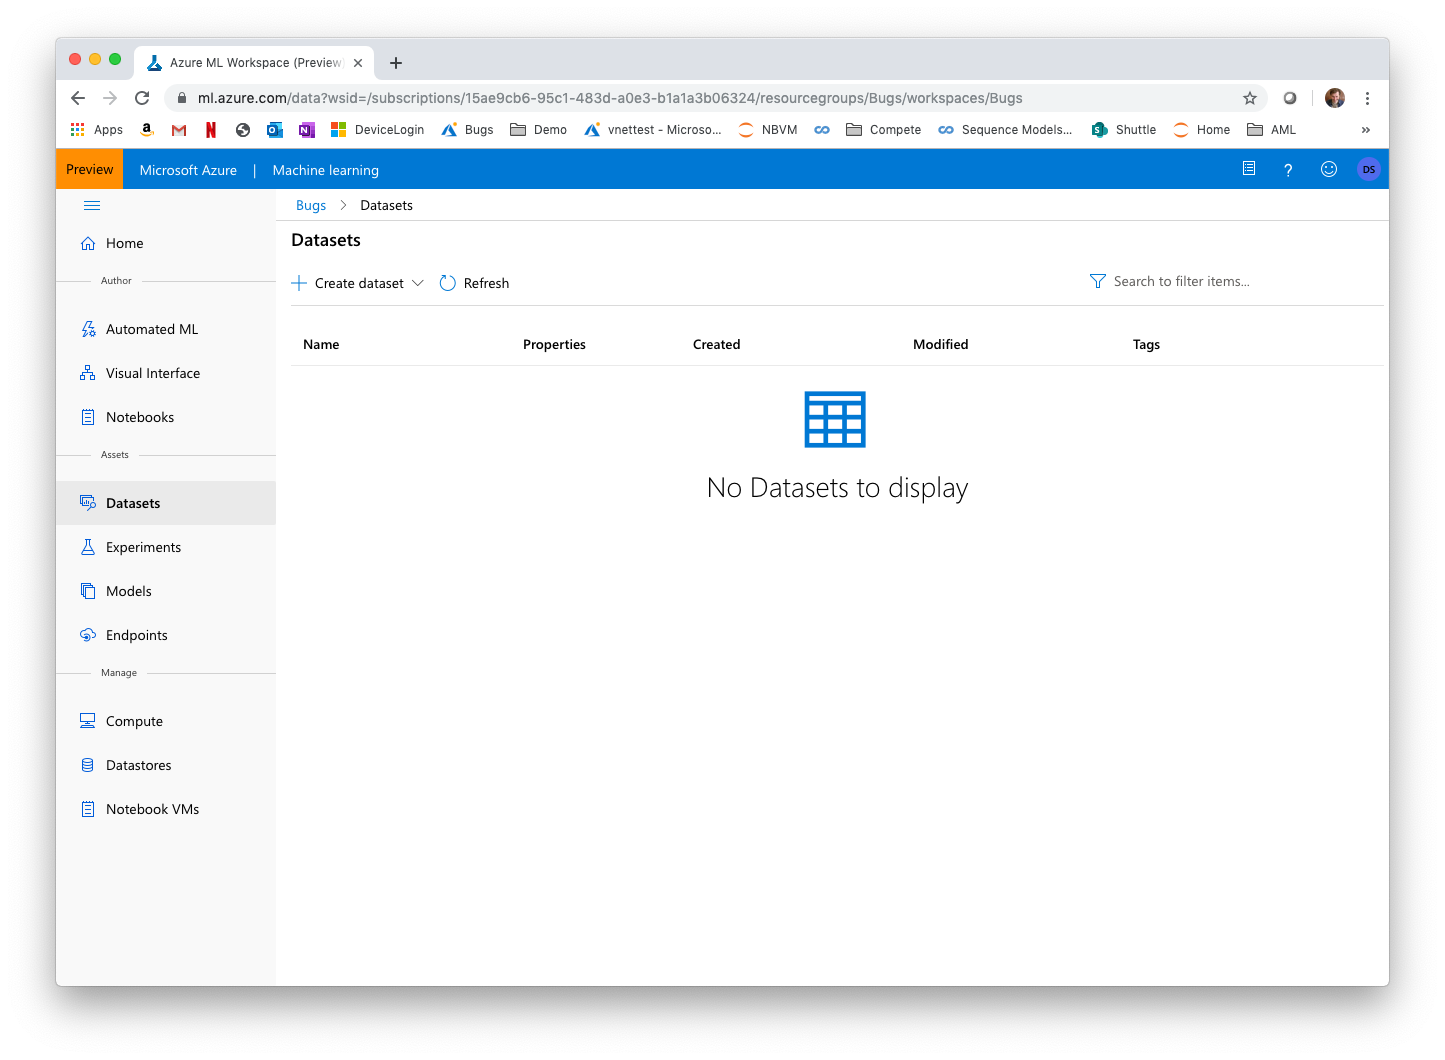 Azure ML Workspace (Preview)
ml.azure.com/data?wsid=/subscriptions/15ae9cb6-95c1-483d-a0e3-b1a1a3b06324/resourcegroups/Bugs/workspaces/Bugs
Apps DeviceLogin Bugs Demo vnettest - Microso... NBVM Compete Sequence Models... Shuttle Home AML »
Preview Microsoft Azure | Machine learning ? DS
Bugs > Datasets
Home
Datasets
Author
Create dataset Refresh Search to filter items...
Automated ML
Name Properties Created Modified Tags
Visual Interface
Notebooks
Assets
No Datasets to display
Datasets
Experiments
Models
Endpoints
Manage
Compute
Datastores
Notebook VMs